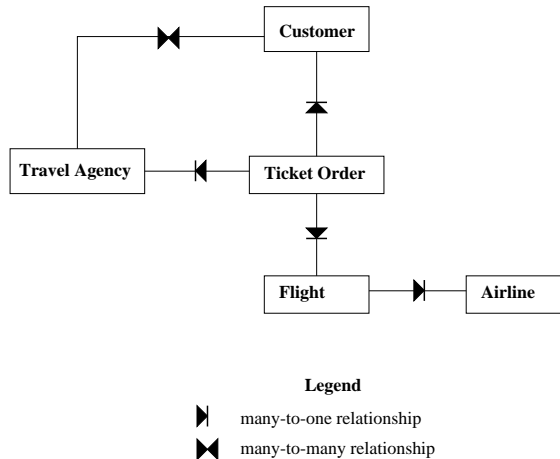 Customer
Travel Agency
Ticket Order
Flight
Airline
Legend
many-to-one relationship
many-to-many relationship